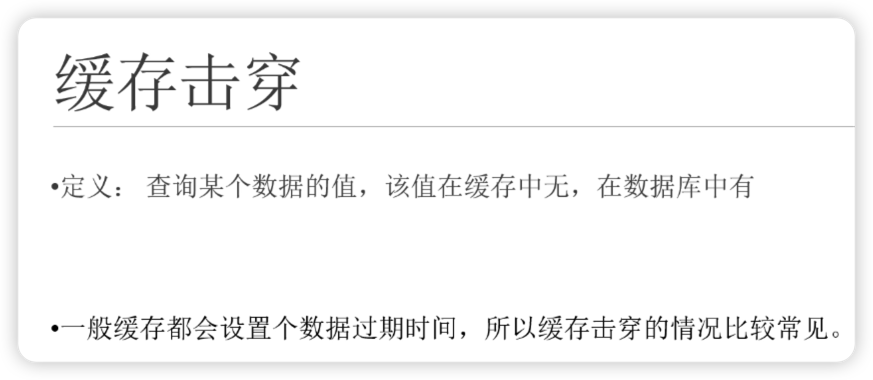 缓存击穿
•定义： 查询某个数据的值，该值在缓存中无，在数据库中有
•一般缓存都会设置个数据过期时间，所以缓存击穿的情况比较常见。